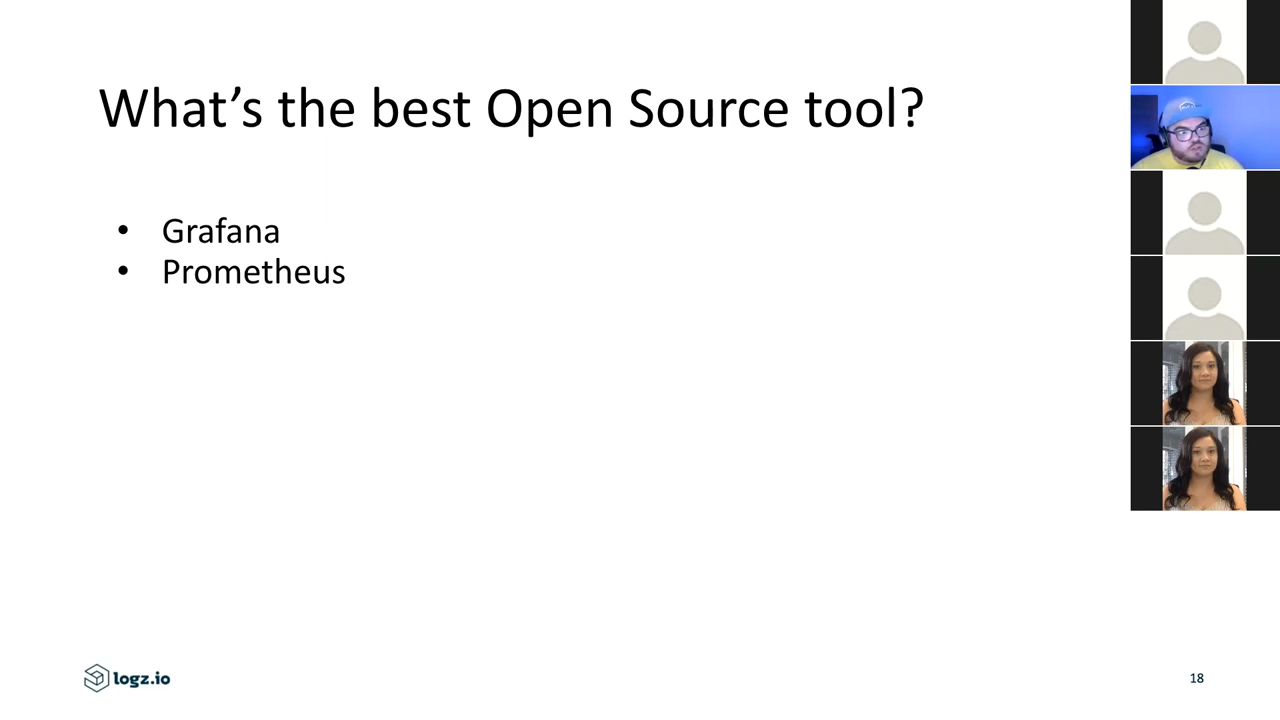 What’s the best Open Source tool?
• Grafana
• Prometheus
logz.io
18